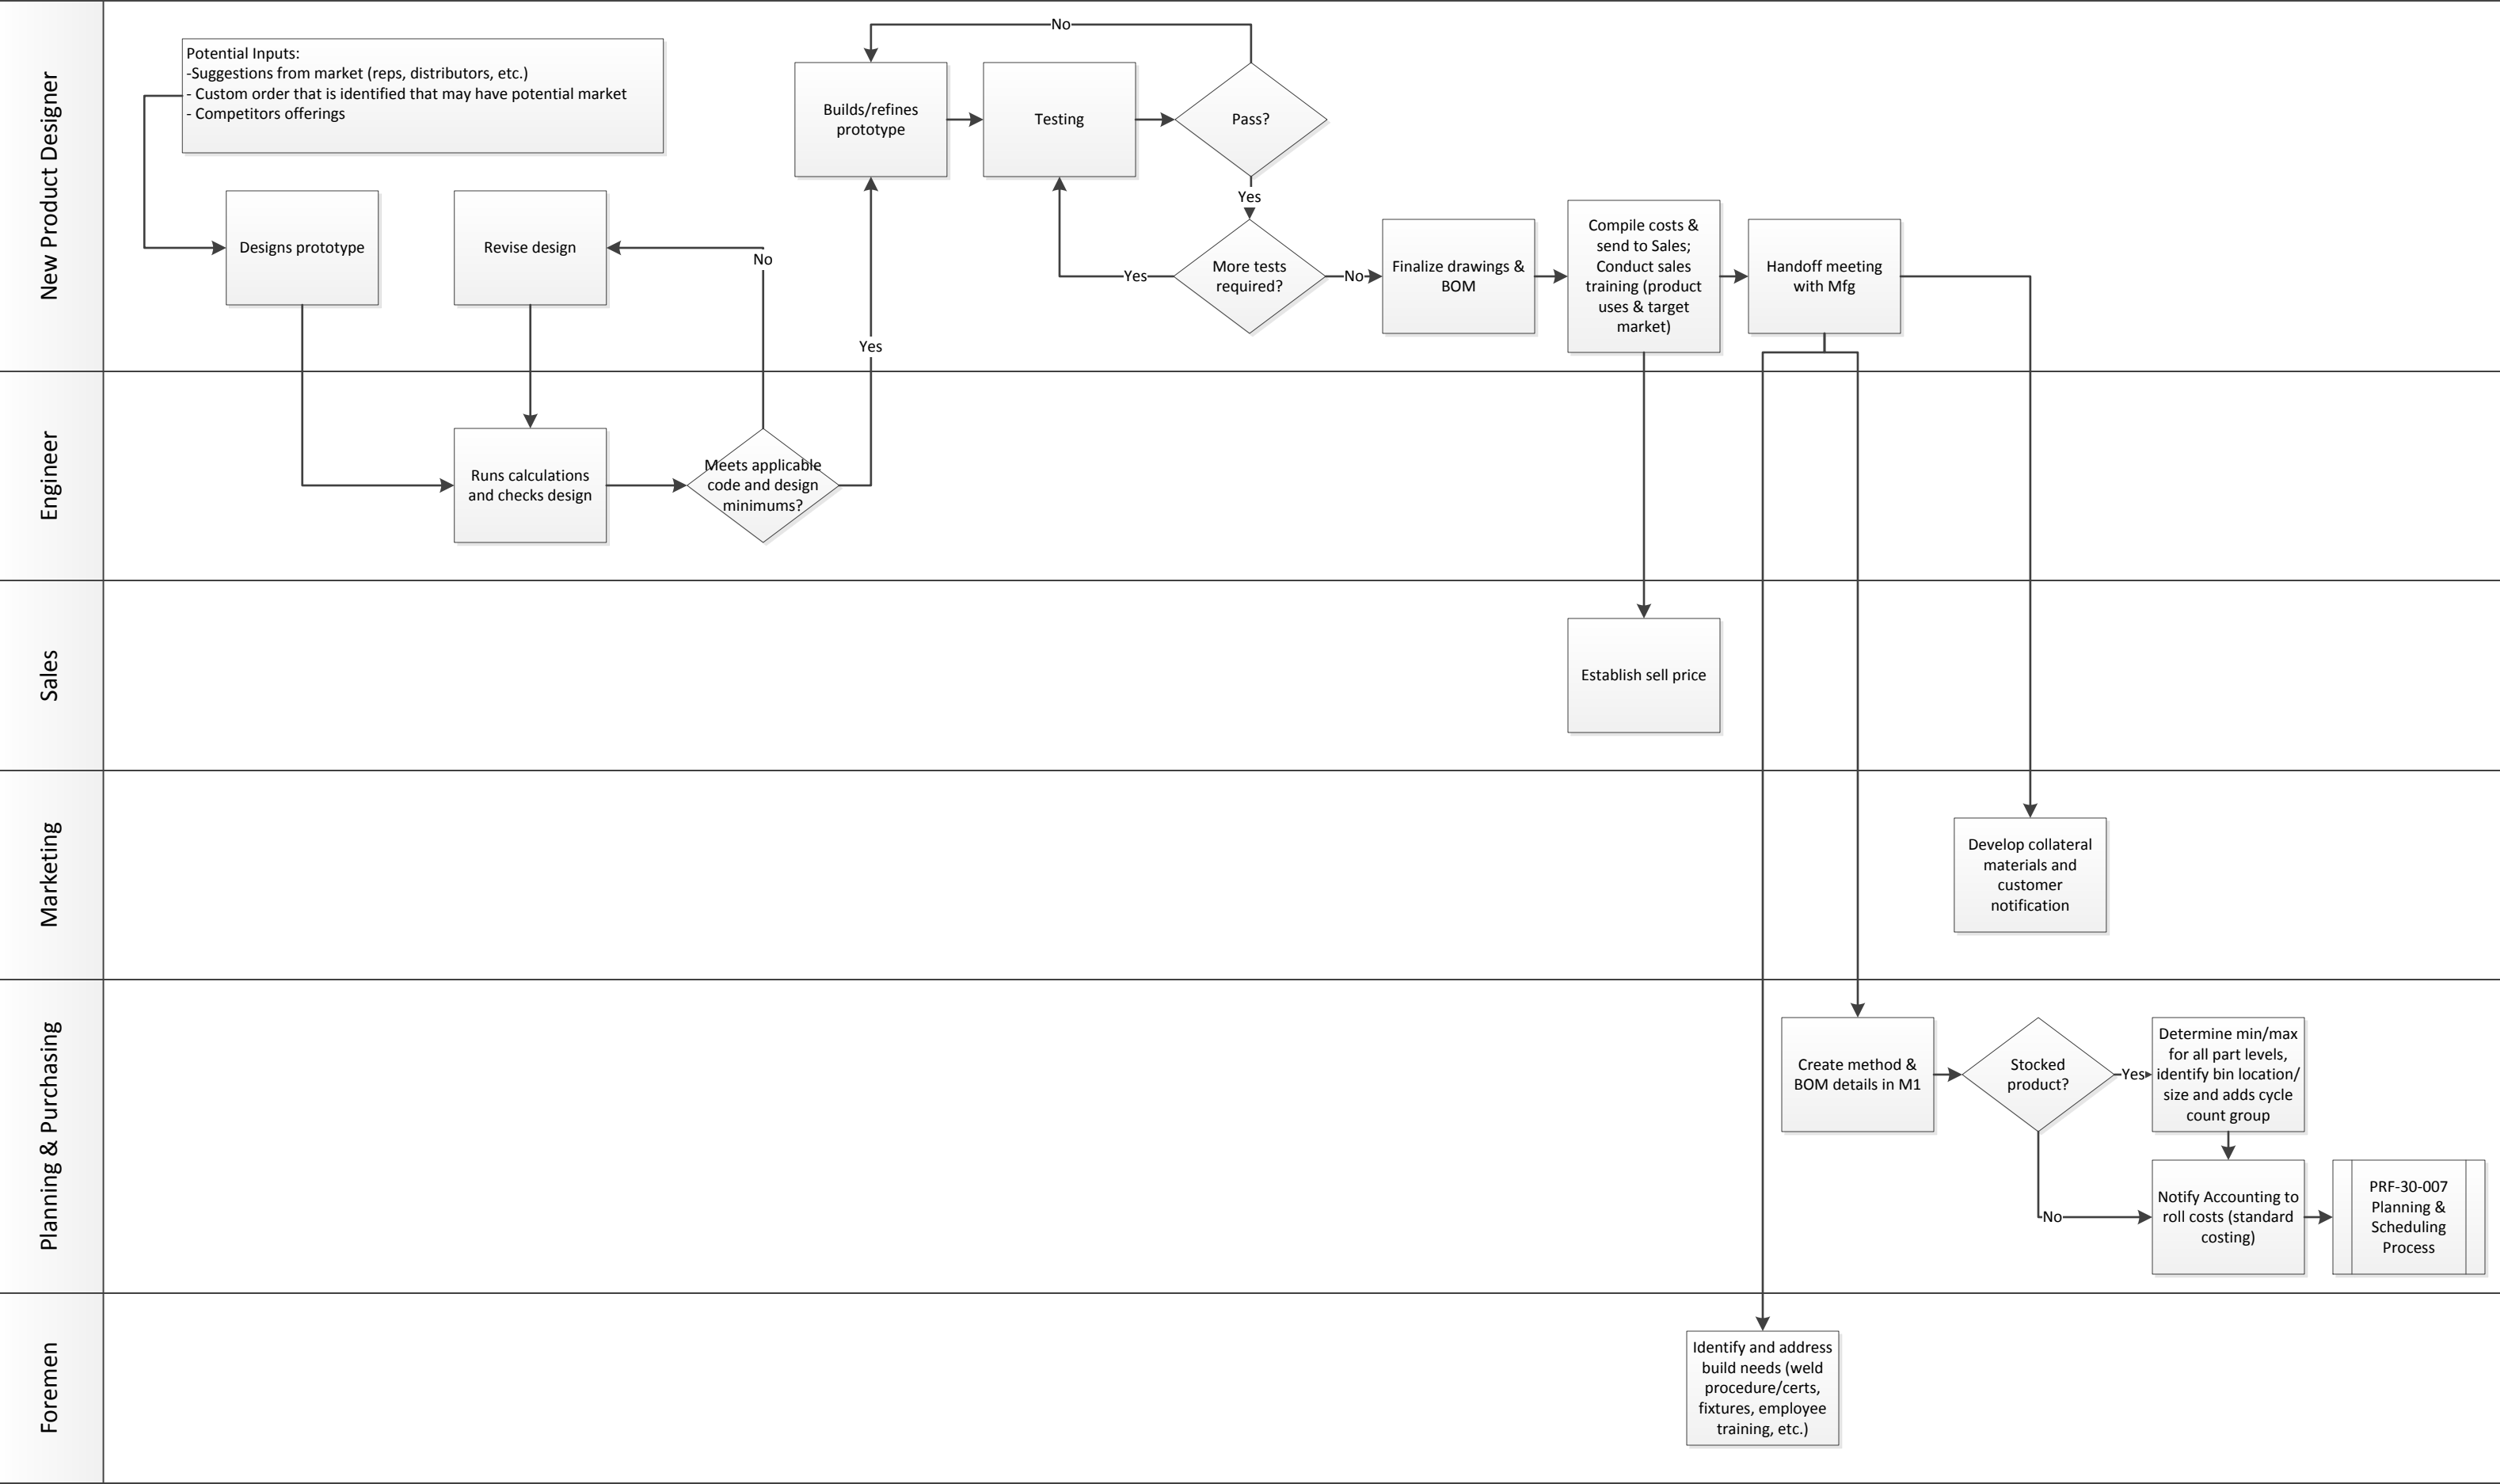 New Product Designer
Potential Inputs:
-Suggestions from market (reps, distributors, etc.)
- Custom order that is identified that may have potential market
- Competitors offerings
Designs prototype
Revise design
No
Yes
Builds/refines
prototype
Testing
Pass?
No
Yes
More tests
required?
Yes
No
Finalize drawings &
BOM
Compile costs &
send to Sales;
Conduct sales
training (product
uses & target
market)
Handoff meeting
with Mfg
Engineer
Runs calculations
and checks design
Meets applicable
code and design
minimums?
Sales
Establish sell price
Marketing
Develop collateral
materials and
customer
notification
Planning & Purchasing
Create method &
BOM details in M1
Stocked
product?
Yes
No
Determine min/max
for all part levels,
identify bin location/
size and adds cycle
count group
Notify Accounting to
roll costs (standard
costing)
PRF-30-007
Planning &
Scheduling
Process
Foremen
Identify and address
build needs (weld
procedure/certs,
fixtures, employee
training, etc.)